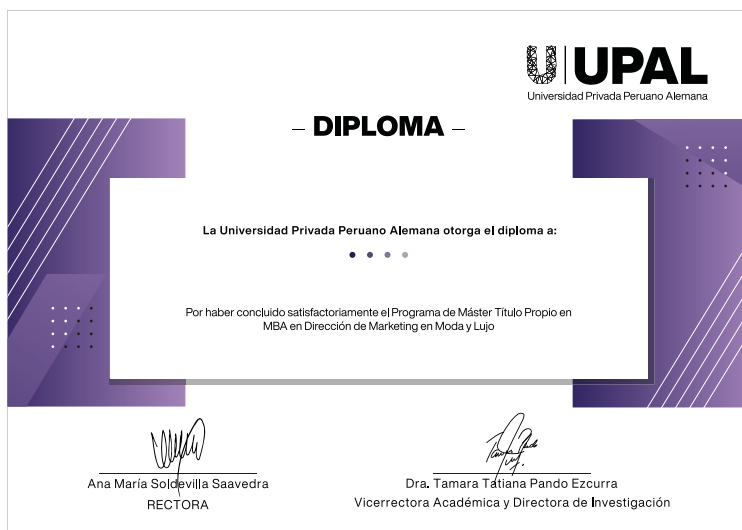 UPAL
Universidad Privada Peruano Alemana
– DIPLOMA –
La Universidad Privada Peruano Alemana otorga el diploma a:
Por haber concluido satisfactoriamente el Programa de Máster Título Propio en
MBA en Dirección de Marketing en Moda y Lujo
Ana María Soldevilla Saavedra
RECTORA
Dra. Tamara Tatiana Pando Ezcurra
Vicerrectora Académica y Directora de Investigación